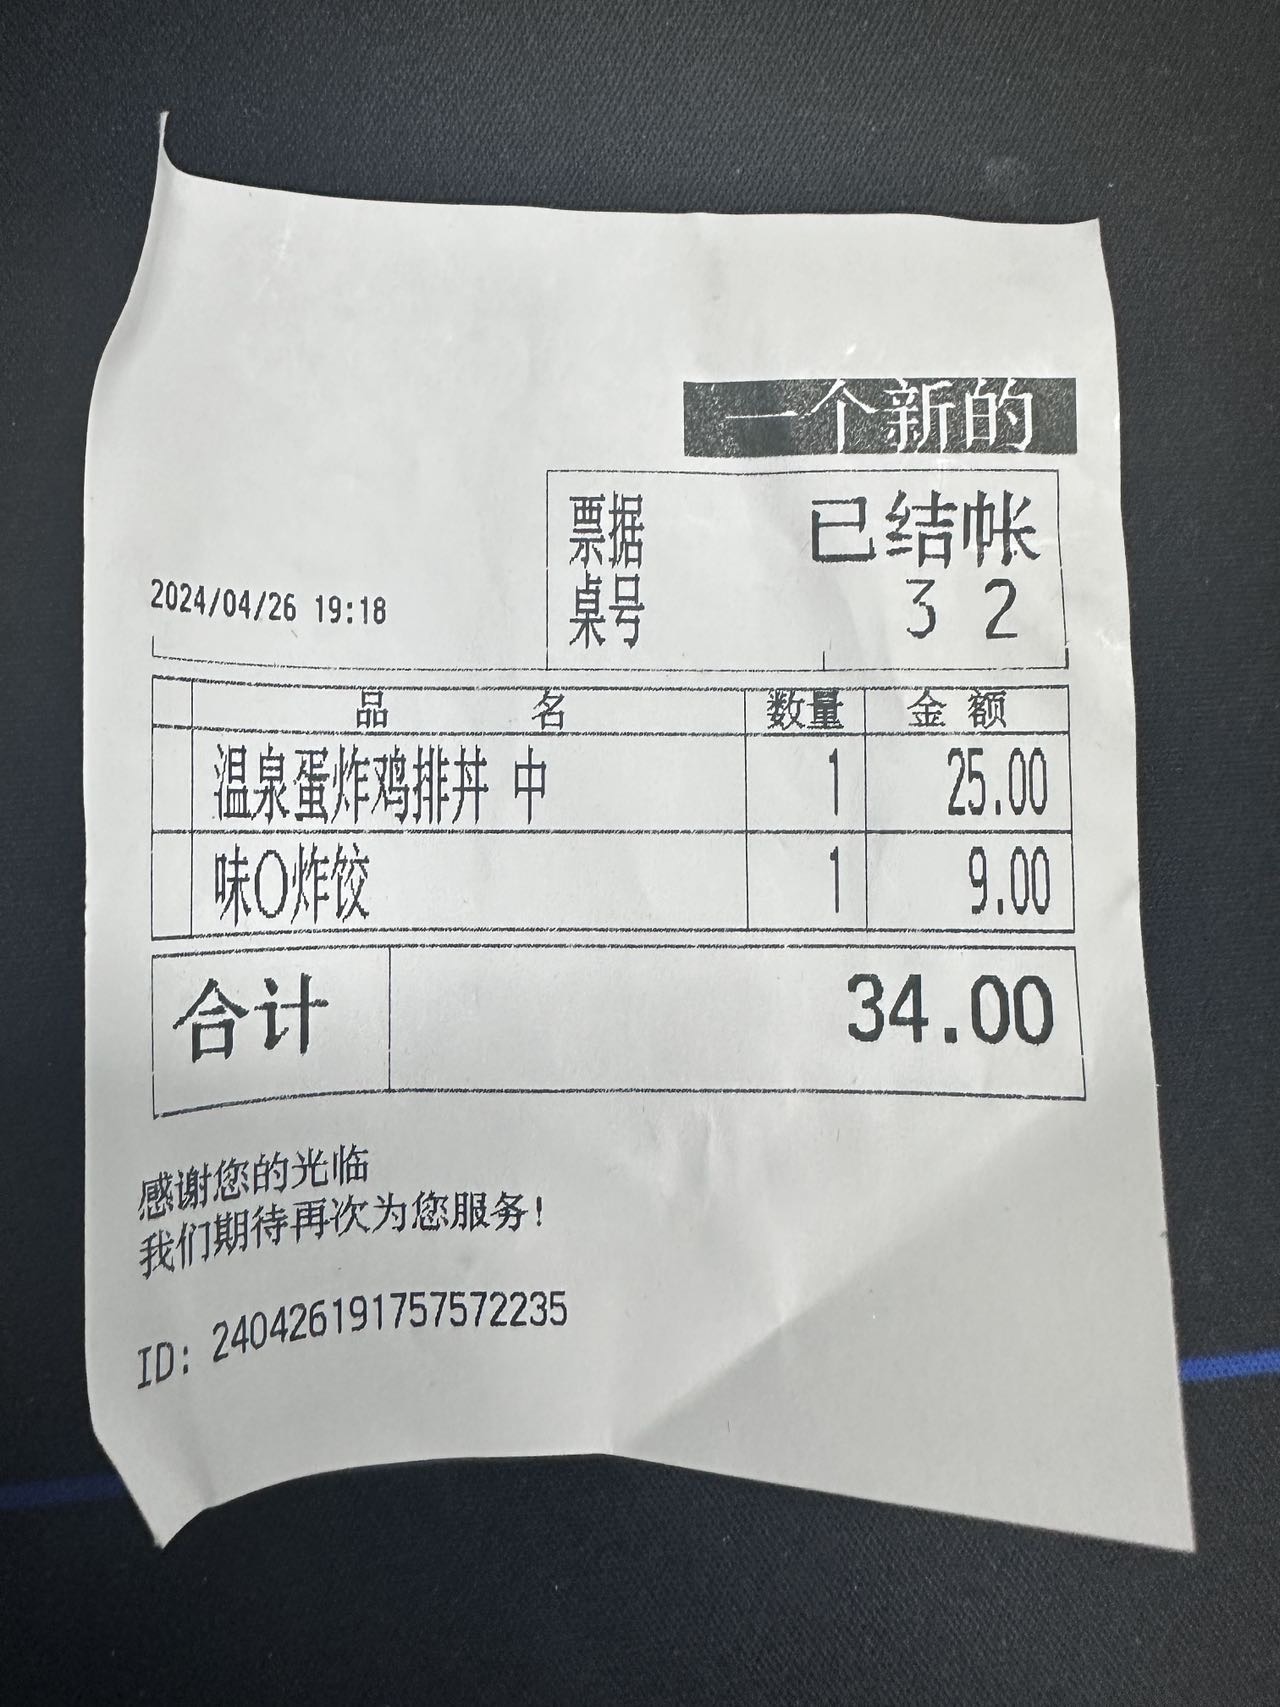 一个新的
票据 已结帐
桌号 32
2024/04/26 19:18
品名 数量 金额
温泉蛋炸鸡排丼 中 1 25.00
味〇炸饺 1 9.00
合计 34.00
感谢您的光临
我们期待再次为您服务!
ID: 240426191757572235